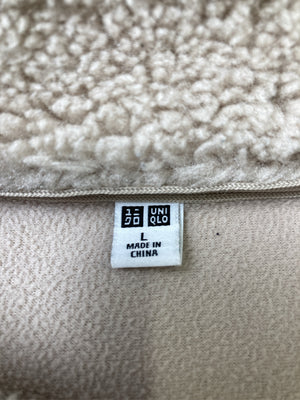 ユニ UNI
クロ QLO
L
MADE IN
CHINA